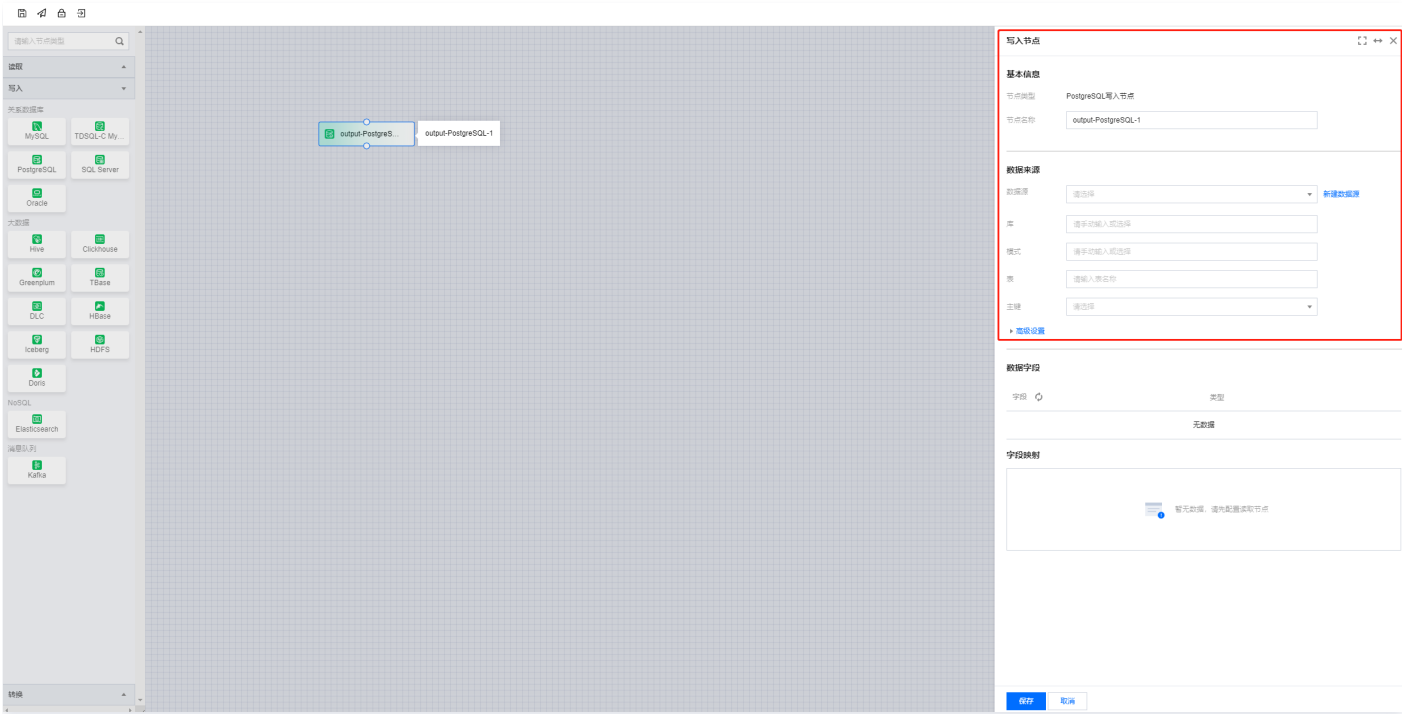 请输入节点类型
读取
写入
关系数据库
MySQL
TDSQL-C My...
PostgreSQL
SQL Server
Oracle
大数据
Hive
Clickhouse
Greenplum
TBase
DLC
HBase
Iceberg
HDFS
Doris
NoSQL
Elasticsearch
消息队列
Kafka
转换
output-PostgreS...
output-PostgreSQL-1
写入节点
基本信息
节点类型 PostgreSQL写入节点
节点名称 output-PostgreSQL-1
数据来源
数据源 请选择 新建数据源
库 请手动输入或选择
模式 请手动输入或选择
表 请输入表名称
主键 请选择
高级设置
数据字段
字段 类型
无数据
字段映射
暂无数据，请先配置读取节点
保存 取消